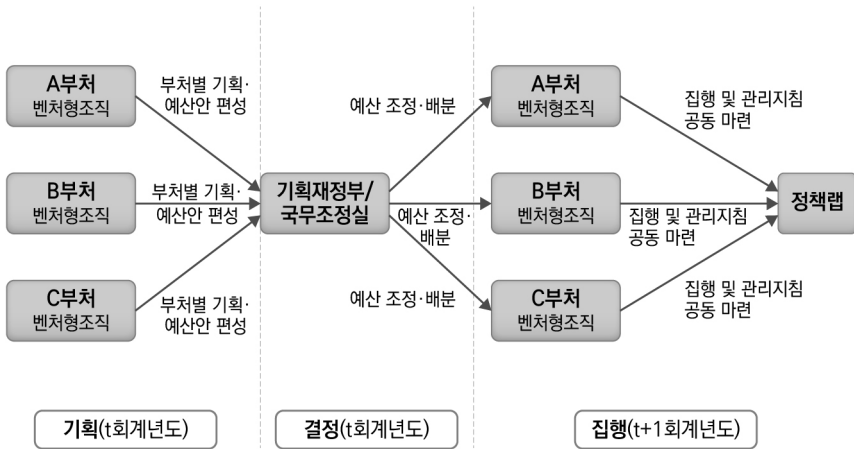 A부처
벤처형조직
부처별 기획·
예산안 편성
B부처
벤처형조직
부처별 기획·
예산안 편성
C부처
벤처형조직
부처별 기획·
예산안 편성
기획재정부/
국무조정실
예산 조정·배분
예산 조정·
배분
예산 조정·배분
A부처
벤처형조직
집행 및 관리지침
공동 마련
B부처
벤처형조직
집행 및 관리지침
공동 마련
C부처
벤처형조직
집행 및 관리지침
공동 마련
정책랩
기획(t회계년도)
결정(t회계년도)
집행(t+1회계년도)